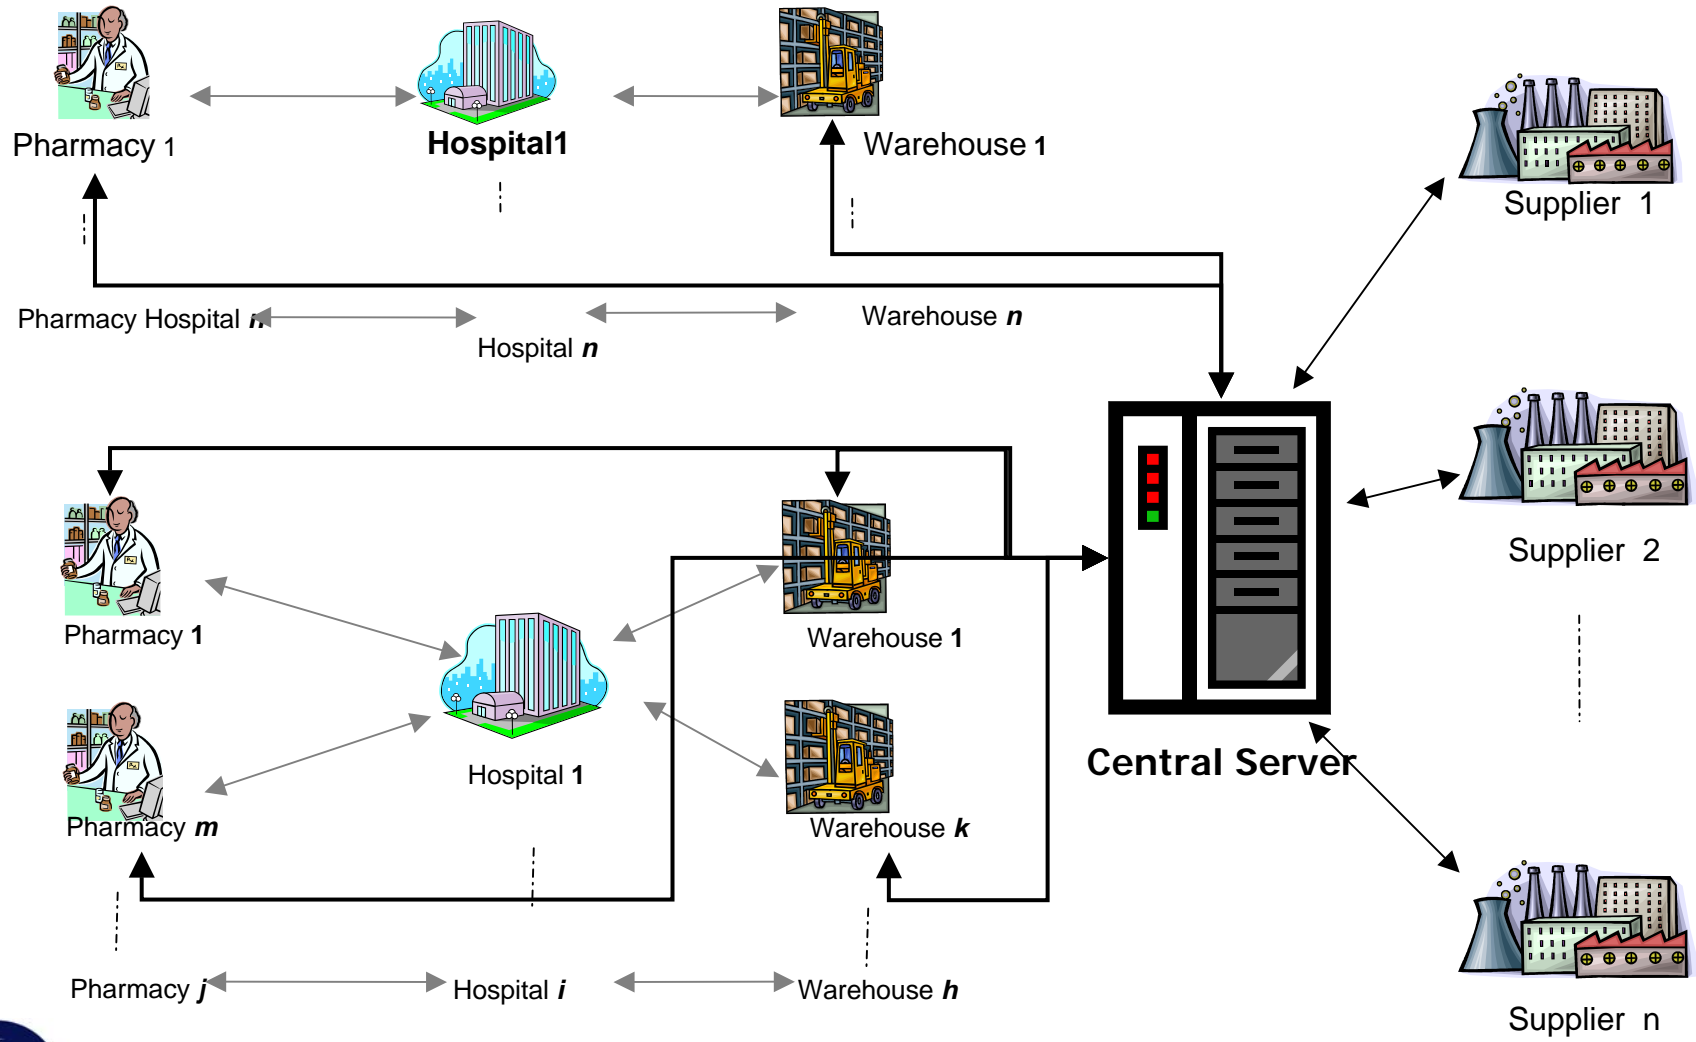 Pharmacy 1
Hospital1
Warehouse 1
Supplier 1
Pharmacy Hospital n
Hospital n
Warehouse n
Pharmacy 1
Warehouse 1
Supplier 2
Hospital 1
Central Server
Pharmacy m
Warehouse k
Pharmacy j
Hospital i
Warehouse h
Supplier n